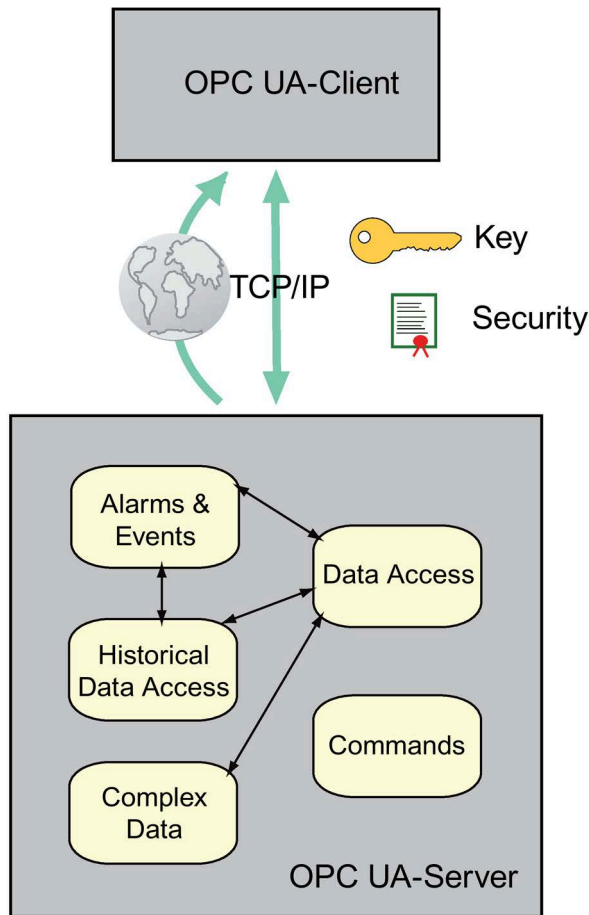 OPC UA-Client
TCP/IP
Key
Security
Alarms &
Events
Data Access
Historical
Data Access
Commands
Complex
Data
OPC UA-Server